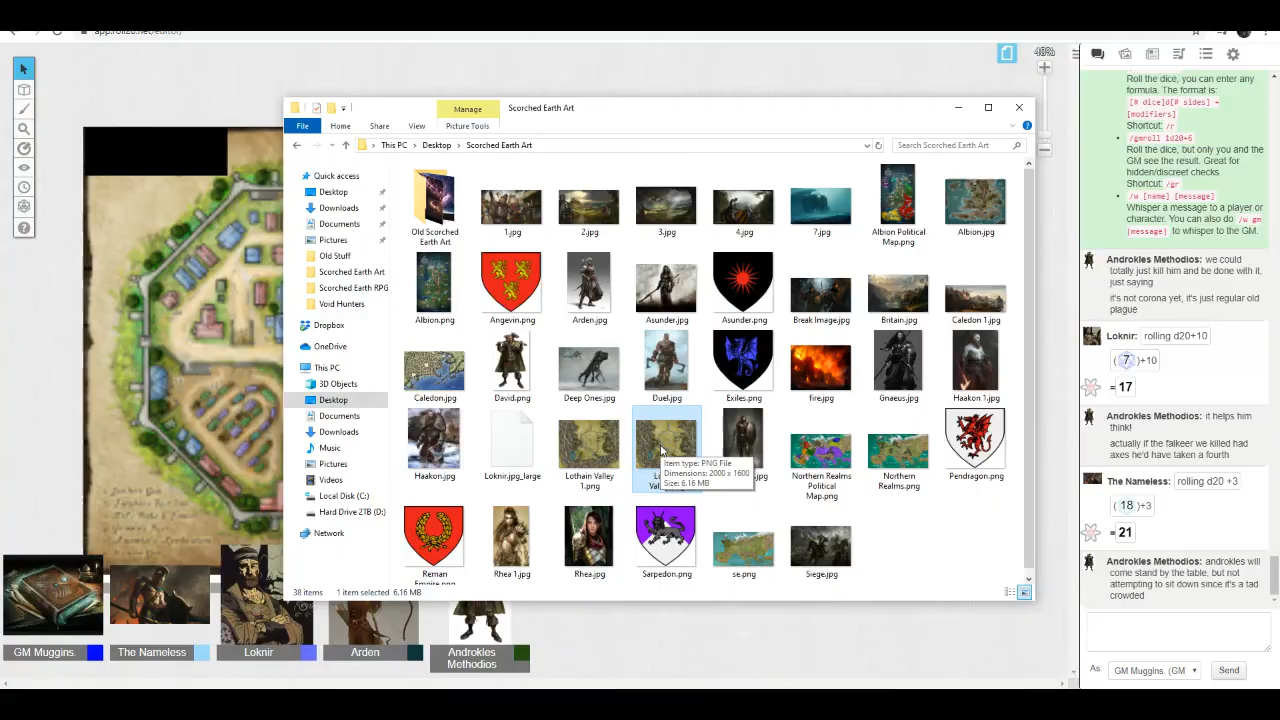 app.roll20.net/editor/
48%
Manage
Scorched Earth Art
File
Home
Share
View
Picture Tools
This PC
Desktop
Scorched Earth Art
Search Scorched Earth Art
Quick access
Desktop
Downloads
Documents
Pictures
Old Stuff
Scorched Earth Art
Scorched Earth RPG
Void Hunters
Dropbox
OneDrive
This PC
3D Objects
Desktop
Documents
Downloads
Music
Pictures
Videos
Local Disk (C:)
Hard Drive 2TB (D:)
Network
Old Scorched
Earth Art
1.jpg
2.jpg
3.jpg
4.jpg
7.jpg
Albion Political
Map.png
Albion.jpg
Albion.png
Angevin.png
Arden.jpg
Asunder.jpg
Asunder.png
Break Image.jpg
Britain.jpg
Caledon 1.jpg
Caledon.jpg
David.png
Deep Ones.jpg
Duel.jpg
Exiles.png
fire.jpg
Gnaeus.jpg
Haakon 1.jpg
Haakon.jpg
Loknir.jpg_large
Lothain Valley
1.png
Item type: PNG File
Dimensions: 2000 x 1600
Size: 6.16 MB
Northern Realms
Political
Map.png
Northern
Realms.png
Pendragon.png
Reman
Empire.png
Rhea 1.jpg
Rhea.jpg
Sarpedon.png
se.png
Siege.jpg
38 items
1 item selected
6.16 MB
GM Muggins.
The Nameless
Loknir
Arden
Androkles
Methodios
Roll the dice, you can enter any
formula. The format is:
[# dice]d[# sides] +
[modifiers]
Shortcut: /r
/gmroll 1d20+6
Roll the dice, but only you and the
GM see the result. Great for
hidden/discreet checks.
Shortcut: /gr
/w [name] [message]
Whisper a message to a player or
character. You can also do /w gm
[message] to whisper to the GM.
Androkles Methodios: we could
totally just kill him and be done with it,
just saying
it's not corona yet, it's just regular old
plague
Loknir: rolling d20+10
(7)+10
= 17
Androkles Methodios: it helps him
think!
actually if the falkeer we killed had
axes he'd have taken a fourth
The Nameless: rolling d20 +3
(18)+3
= 21
Androkles Methodios: androkles will
come stand by the table, but not
attempting to sit down since it's a tad
crowded
As:
GM Muggins. (GM
Send